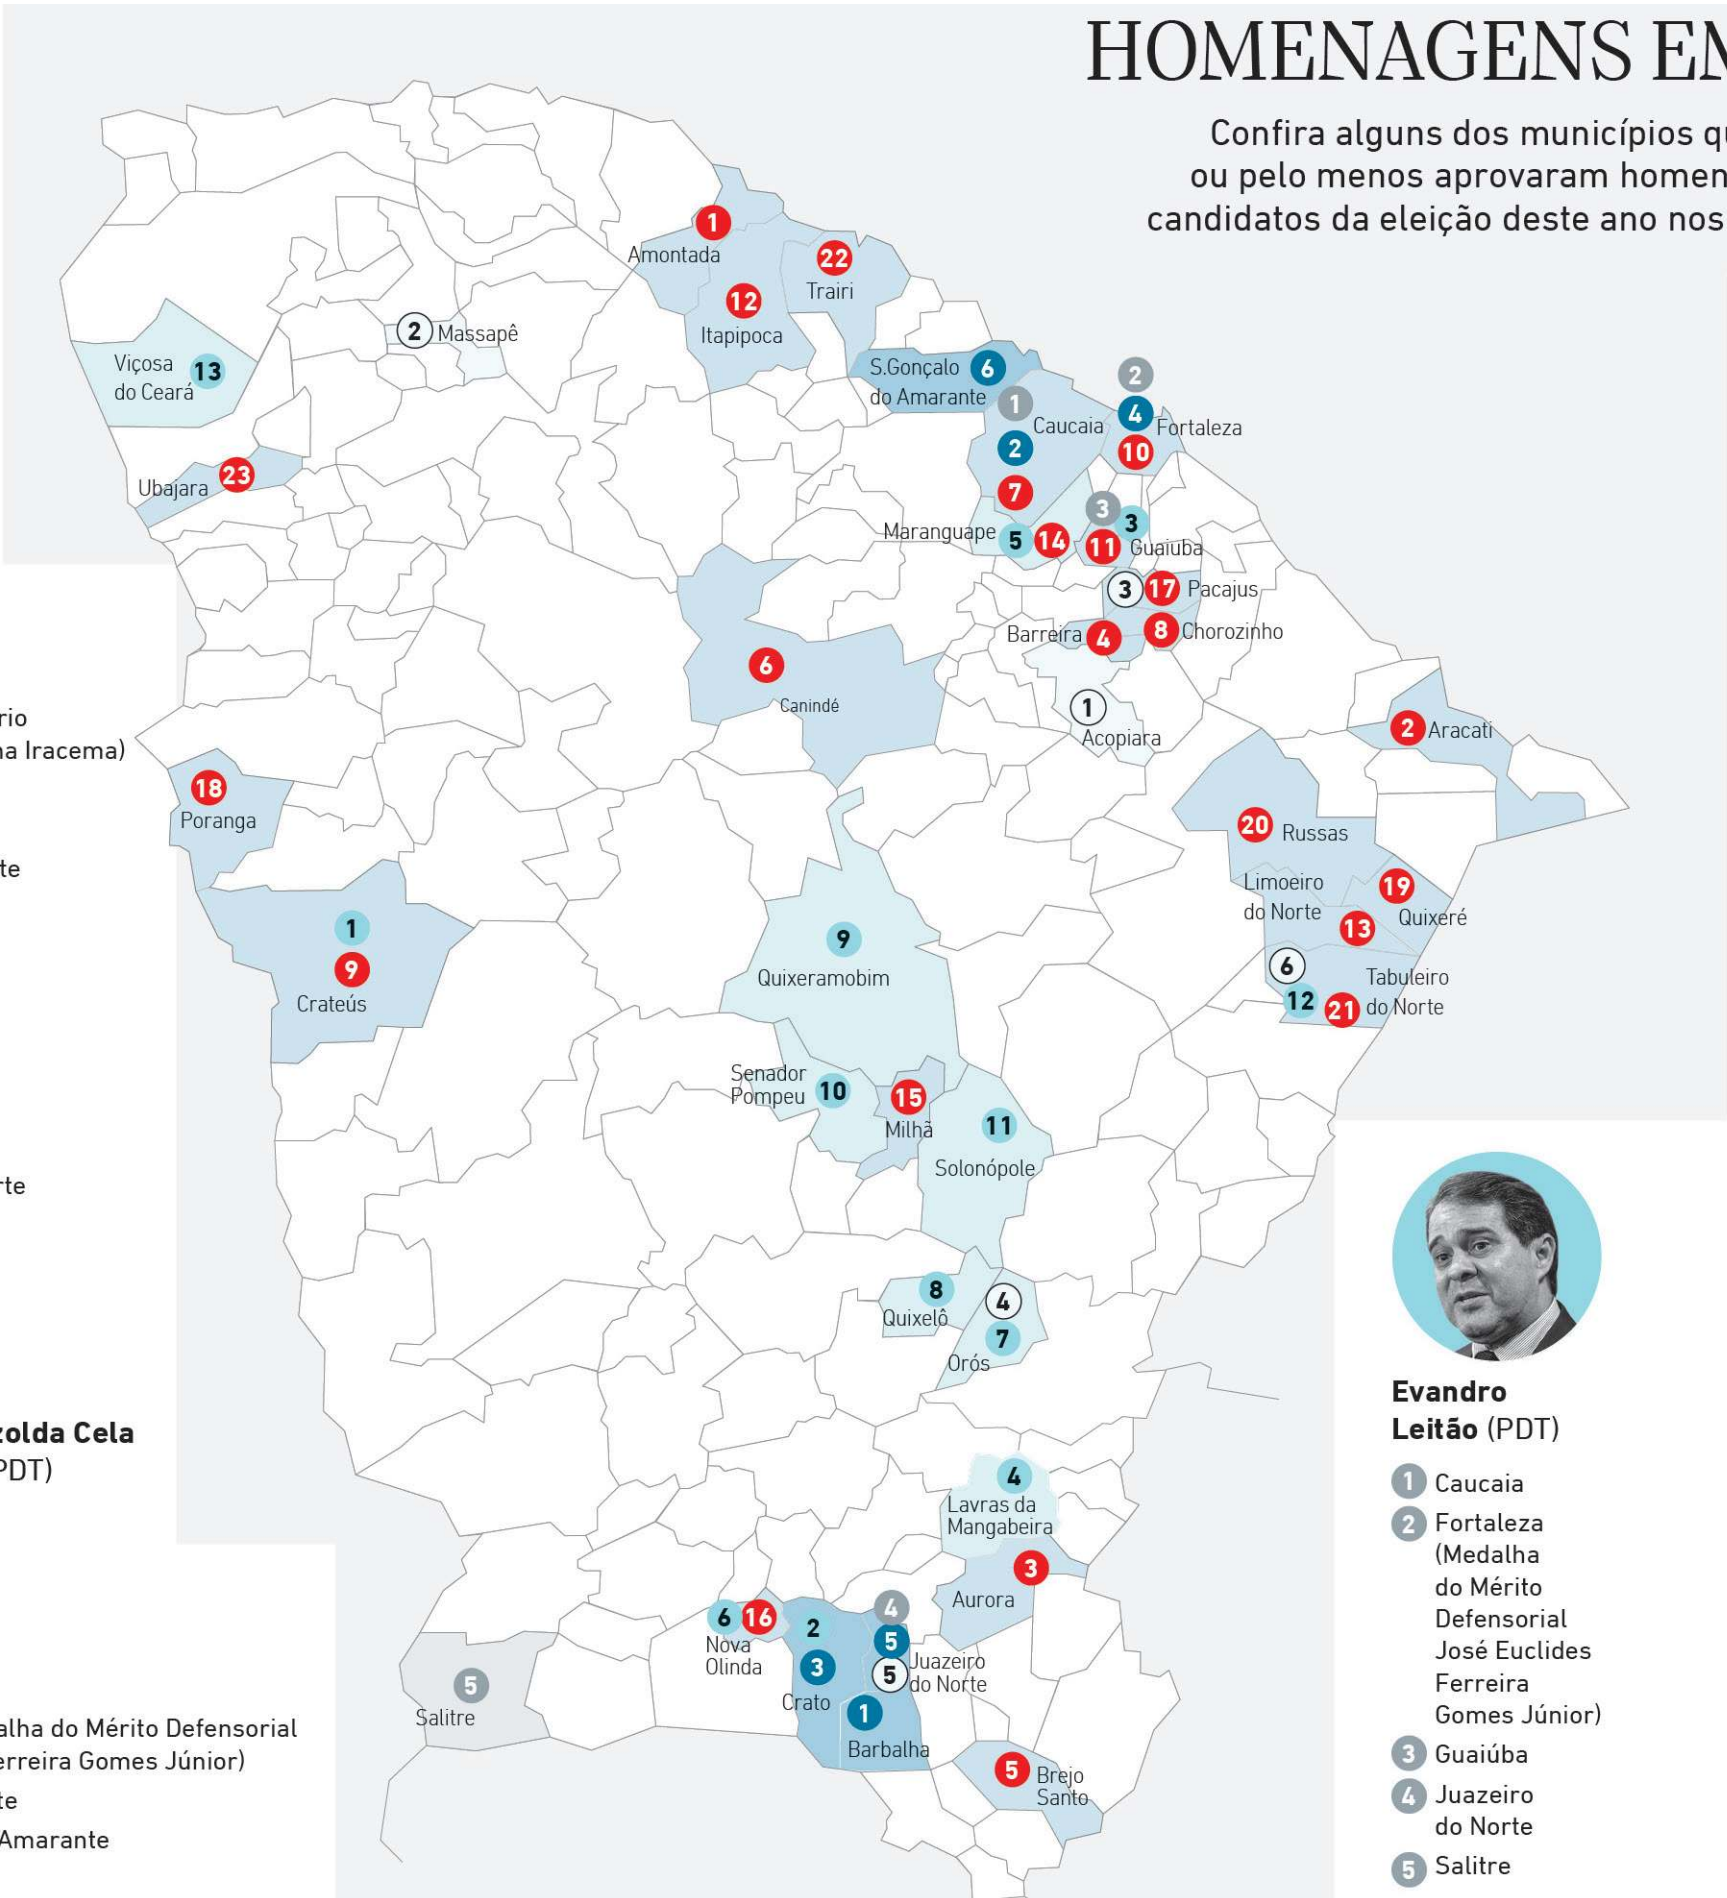 HOMENAGENS EM
Confira alguns dos municípios qu
ou pelo menos aprovaram homen
candidatos da eleição deste ano nos
1
Amontada
22
Trairi
12
Itapipoca
2 Massapê
Viçosa
do Ceará
13
S.Gonçalo
do Amarante
6
1
Caucaia
2
7
2
4
Fortaleza
10
Ubajara 23
Maranguape 5 14
3
3
11 Guaiúba
3 17 Pacajus
Barreira 4
8 Chorozinho
6
Canindé
1
Acopiara
2 Aracati
rio
na Iracema)
18
Poranga
20 Russas
te
Limoeiro
do Norte
19
Quixeré
13
1
9
Crateús
9
Quixeramobim
6
12
21
Tabuleiro
do Norte
Senador
Pompeu
10
15
Milhã
11
Solonópole
rte
8
Quixelô
4
7
Orós
Evandro
Leitão (PDT)
1 Caucaia
2 Fortaleza
(Medalha
do Mérito
Defensorial
José Euclides
Ferreira
Gomes Júnior)
3 Guaiúba
4 Juazeiro
do Norte
5 Salitre
zolda Cela
PDT)
4
Lavras da
Mangabeira
3
Aurora
6 16
Nova
Olinda
2
3
Crato
4
5
5
Juazeiro
do Norte
1
Barbalha
5
Salitre
5
Brejo
Santo
alha do Mérito Defensorial
erreira Gomes Júnior)
te
Amarante